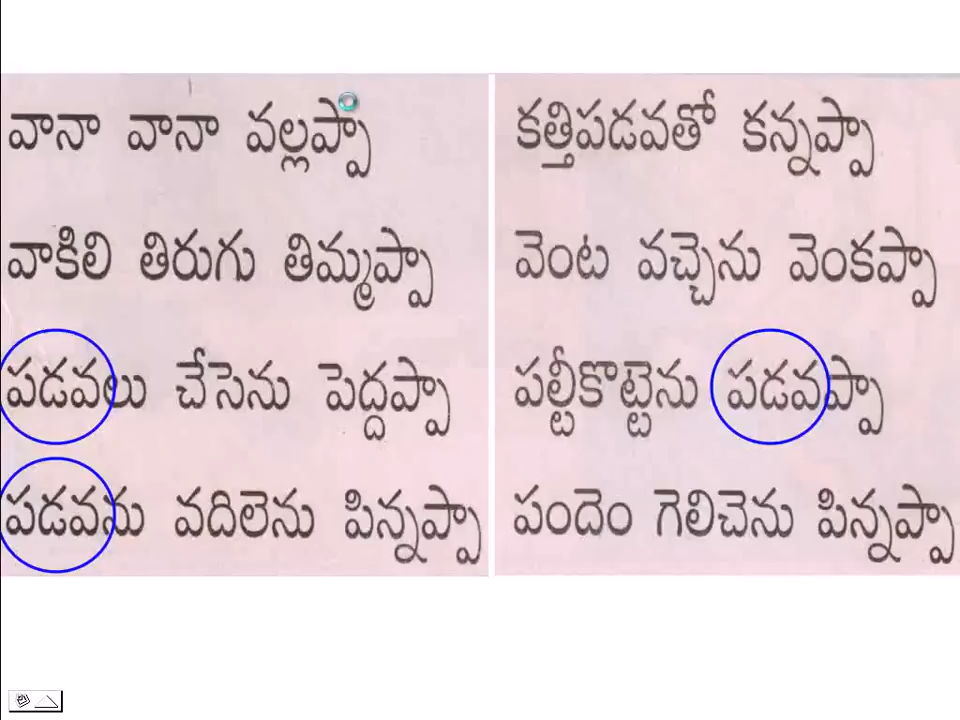 వానా వానా వల్లప్పా
వాకిలి తిరుగు తిమ్మప్పా
పడవలు చేసెను పెద్దప్పా
పడవను వదిలెను పిన్నప్పా
కత్తిపడవతో కన్నప్పా
వెంట వచ్చెను వెంకప్పా
పల్టీకొట్టెను పడవప్పా
పందెం గెలిచెను పిన్నప్పా